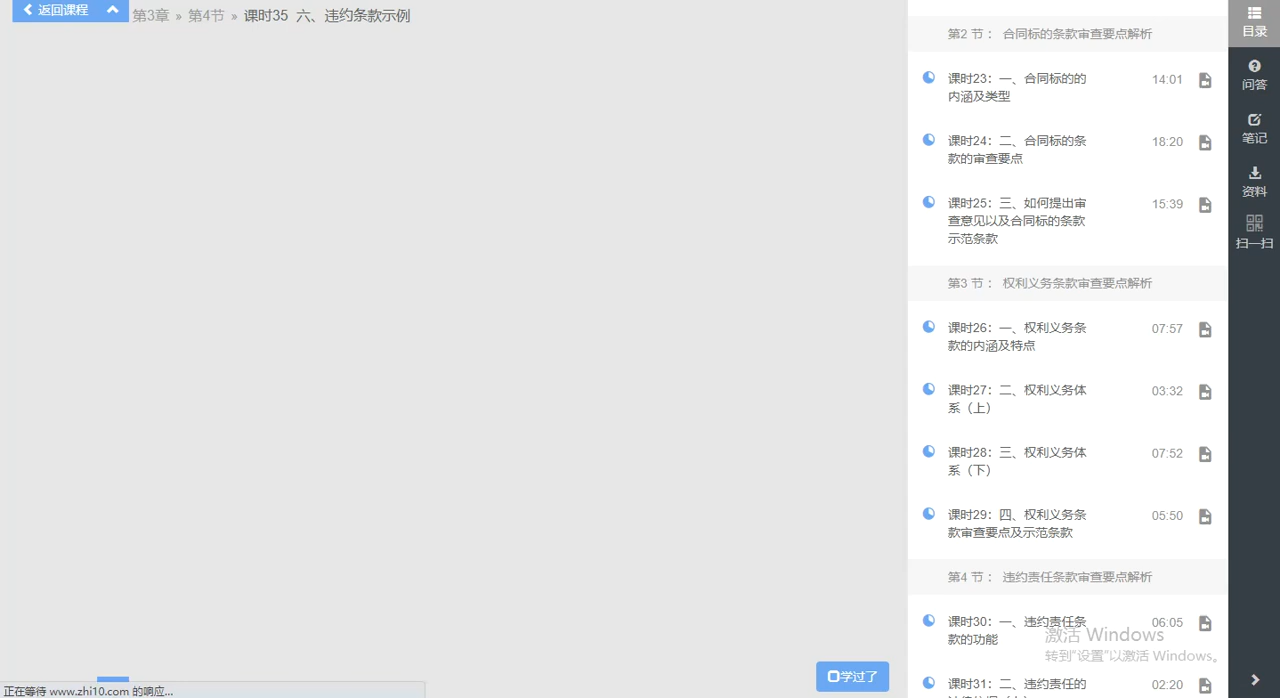 返回课程
第3章 » 第4节 » 课时35 六、违约条款示例
第2 节： 合同标的条款审查要点解析
课时23：一、合同标的的
内涵及类型
14:01
课时24：二、合同标的条
款的审查要点
18:20
课时25：三、如何提出审
查意见以及合同标的条款
示范条款
15:39
第3 节： 权利义务条款审查要点解析
课时26：一、权利义务条
款的内涵及特点
07:57
课时27：二、权利义务体
系（上）
03:32
课时28：三、权利义务体
系（下）
07:52
课时29：四、权利义务条
款审查要点及示范条款
05:50
第4 节： 违约责任条款审查要点解析
课时30：一、违约责任条
款的功能
06:05
课时31：二、违约责任的
02:20
目录
问答
笔记
资料
扫一扫
激活 Windows
转到"设置"以激活 Windows。
学过了
正在等待 www.zhi10.com 的响应...